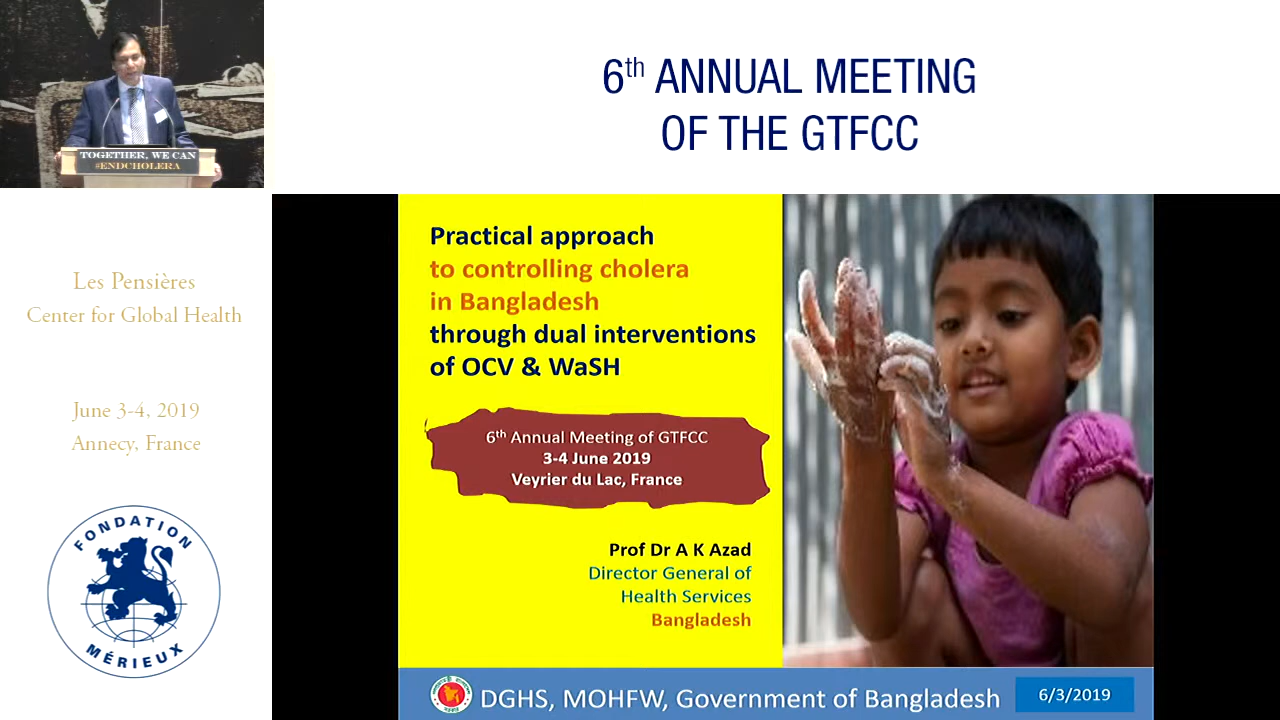 TOGETHER, WE CAN
#ENDCHOLERA
6th ANNUAL MEETING
OF THE GTFCC
Les Pensières
Center for Global Health
June 3-4, 2019
Annecy, France
FONDATION
MÉRIEUX
Practical approach
to controlling cholera
in Bangladesh
through dual interventions
of OCV & WaSH
6th Annual Meeting of GTFCC
3-4 June 2019
Veyrier du Lac, France
Prof Dr A K Azad
Director General of
Health Services
Bangladesh
DGHS, MOHFW, Government of Bangladesh
6/3/2019